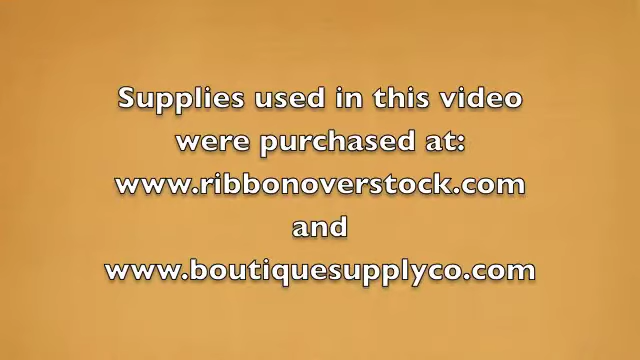 Supplies used in this video
were purchased at:
www.ribbonoverstock.com
and
www.boutiquesupplyco.com